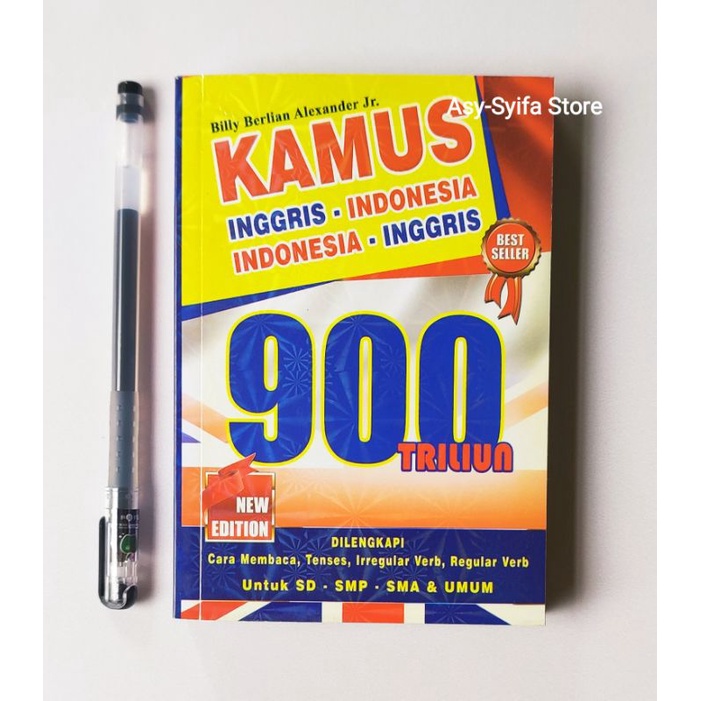 Asy-Syifa Store
Billy Berlian Alexander Jr.
KAMUS
INGGRIS - INDONESIA
INDONESIA - INGGRIS
BEST
SELLER
900
TRILIUN
NEW
EDITION
DILENGKAPI
Cara Membaca, Tenses, Irregular Verb, Regular Verb
Untuk SD - SMP - SMA & UMUM